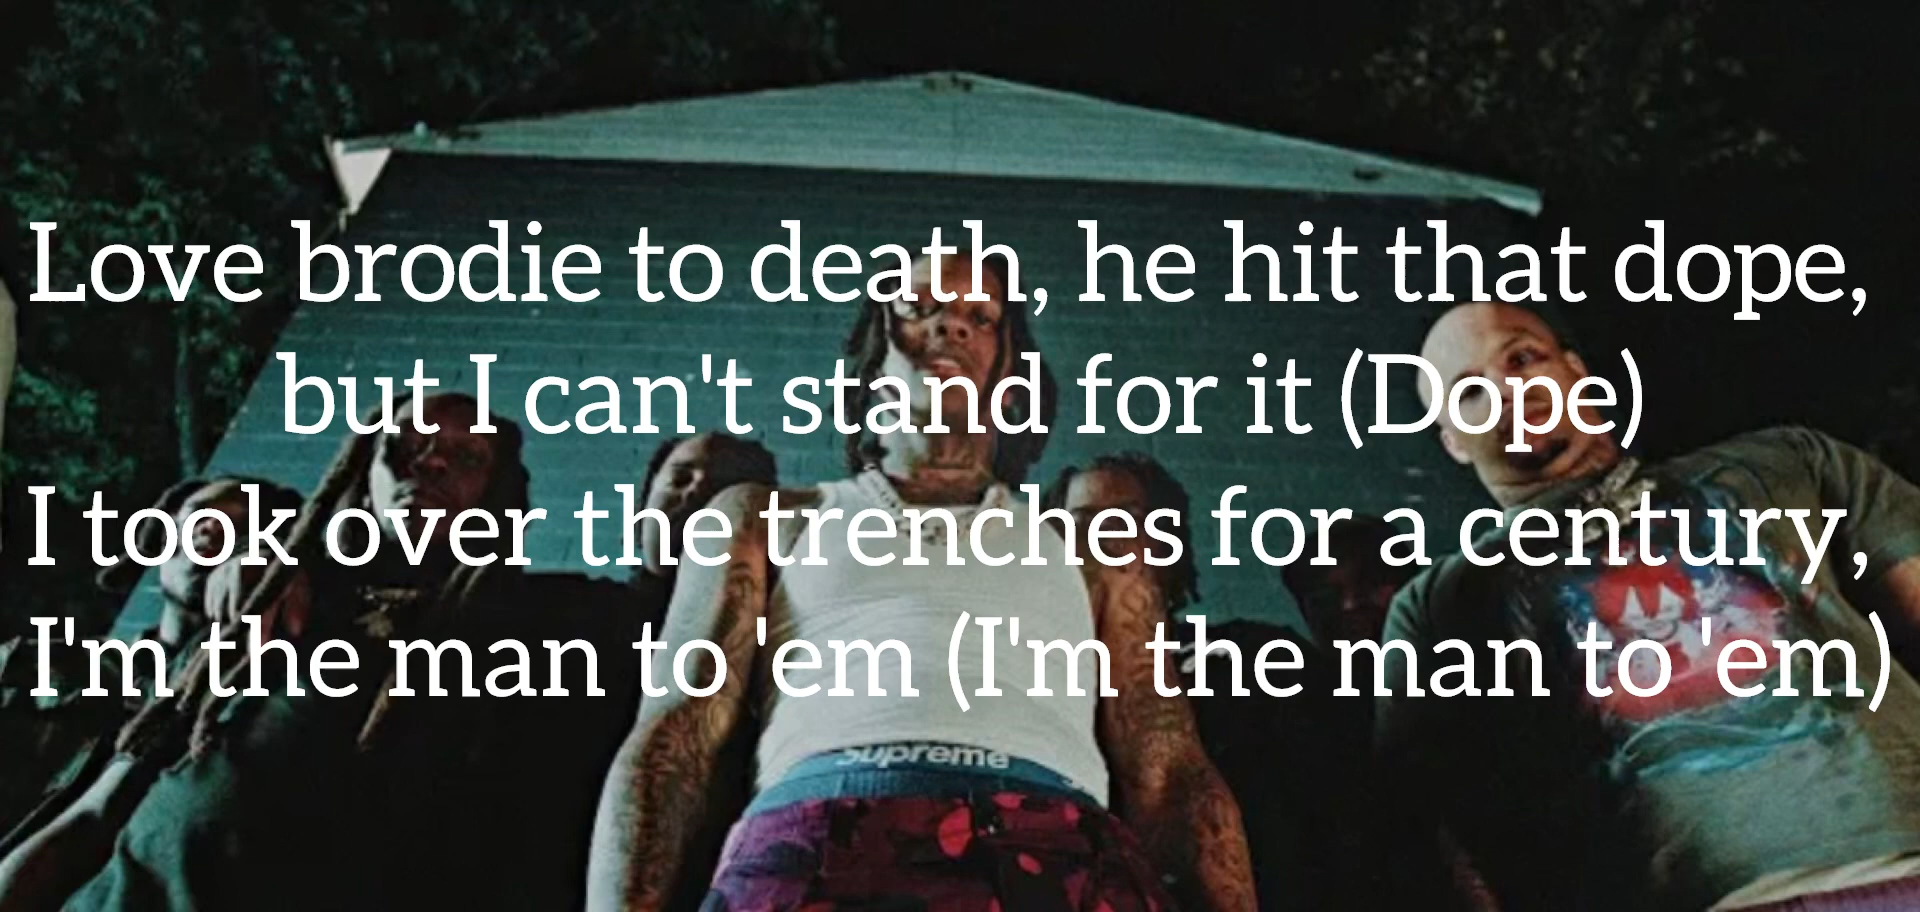 Love brodie to death, he hit that dope,
but I can't stand for it (Dope)
I took over the trenches for a century,
I'm the man to 'em (I'm the man to 'em)
Supreme